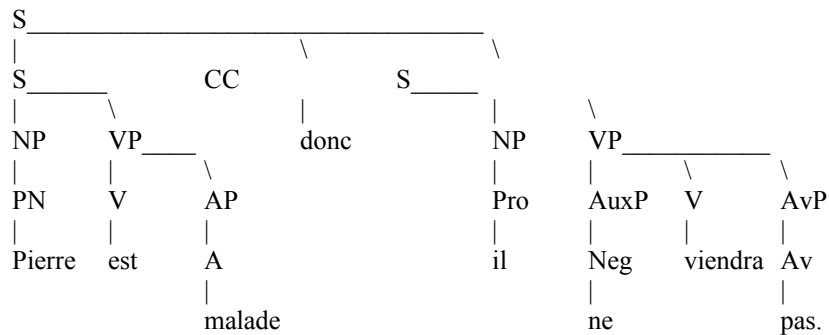 S
S CC S
NP VP donc NP VP
PN V AP Pro AuxP V AvP
Pierre est A il Neg viendra Av
malade ne pas.